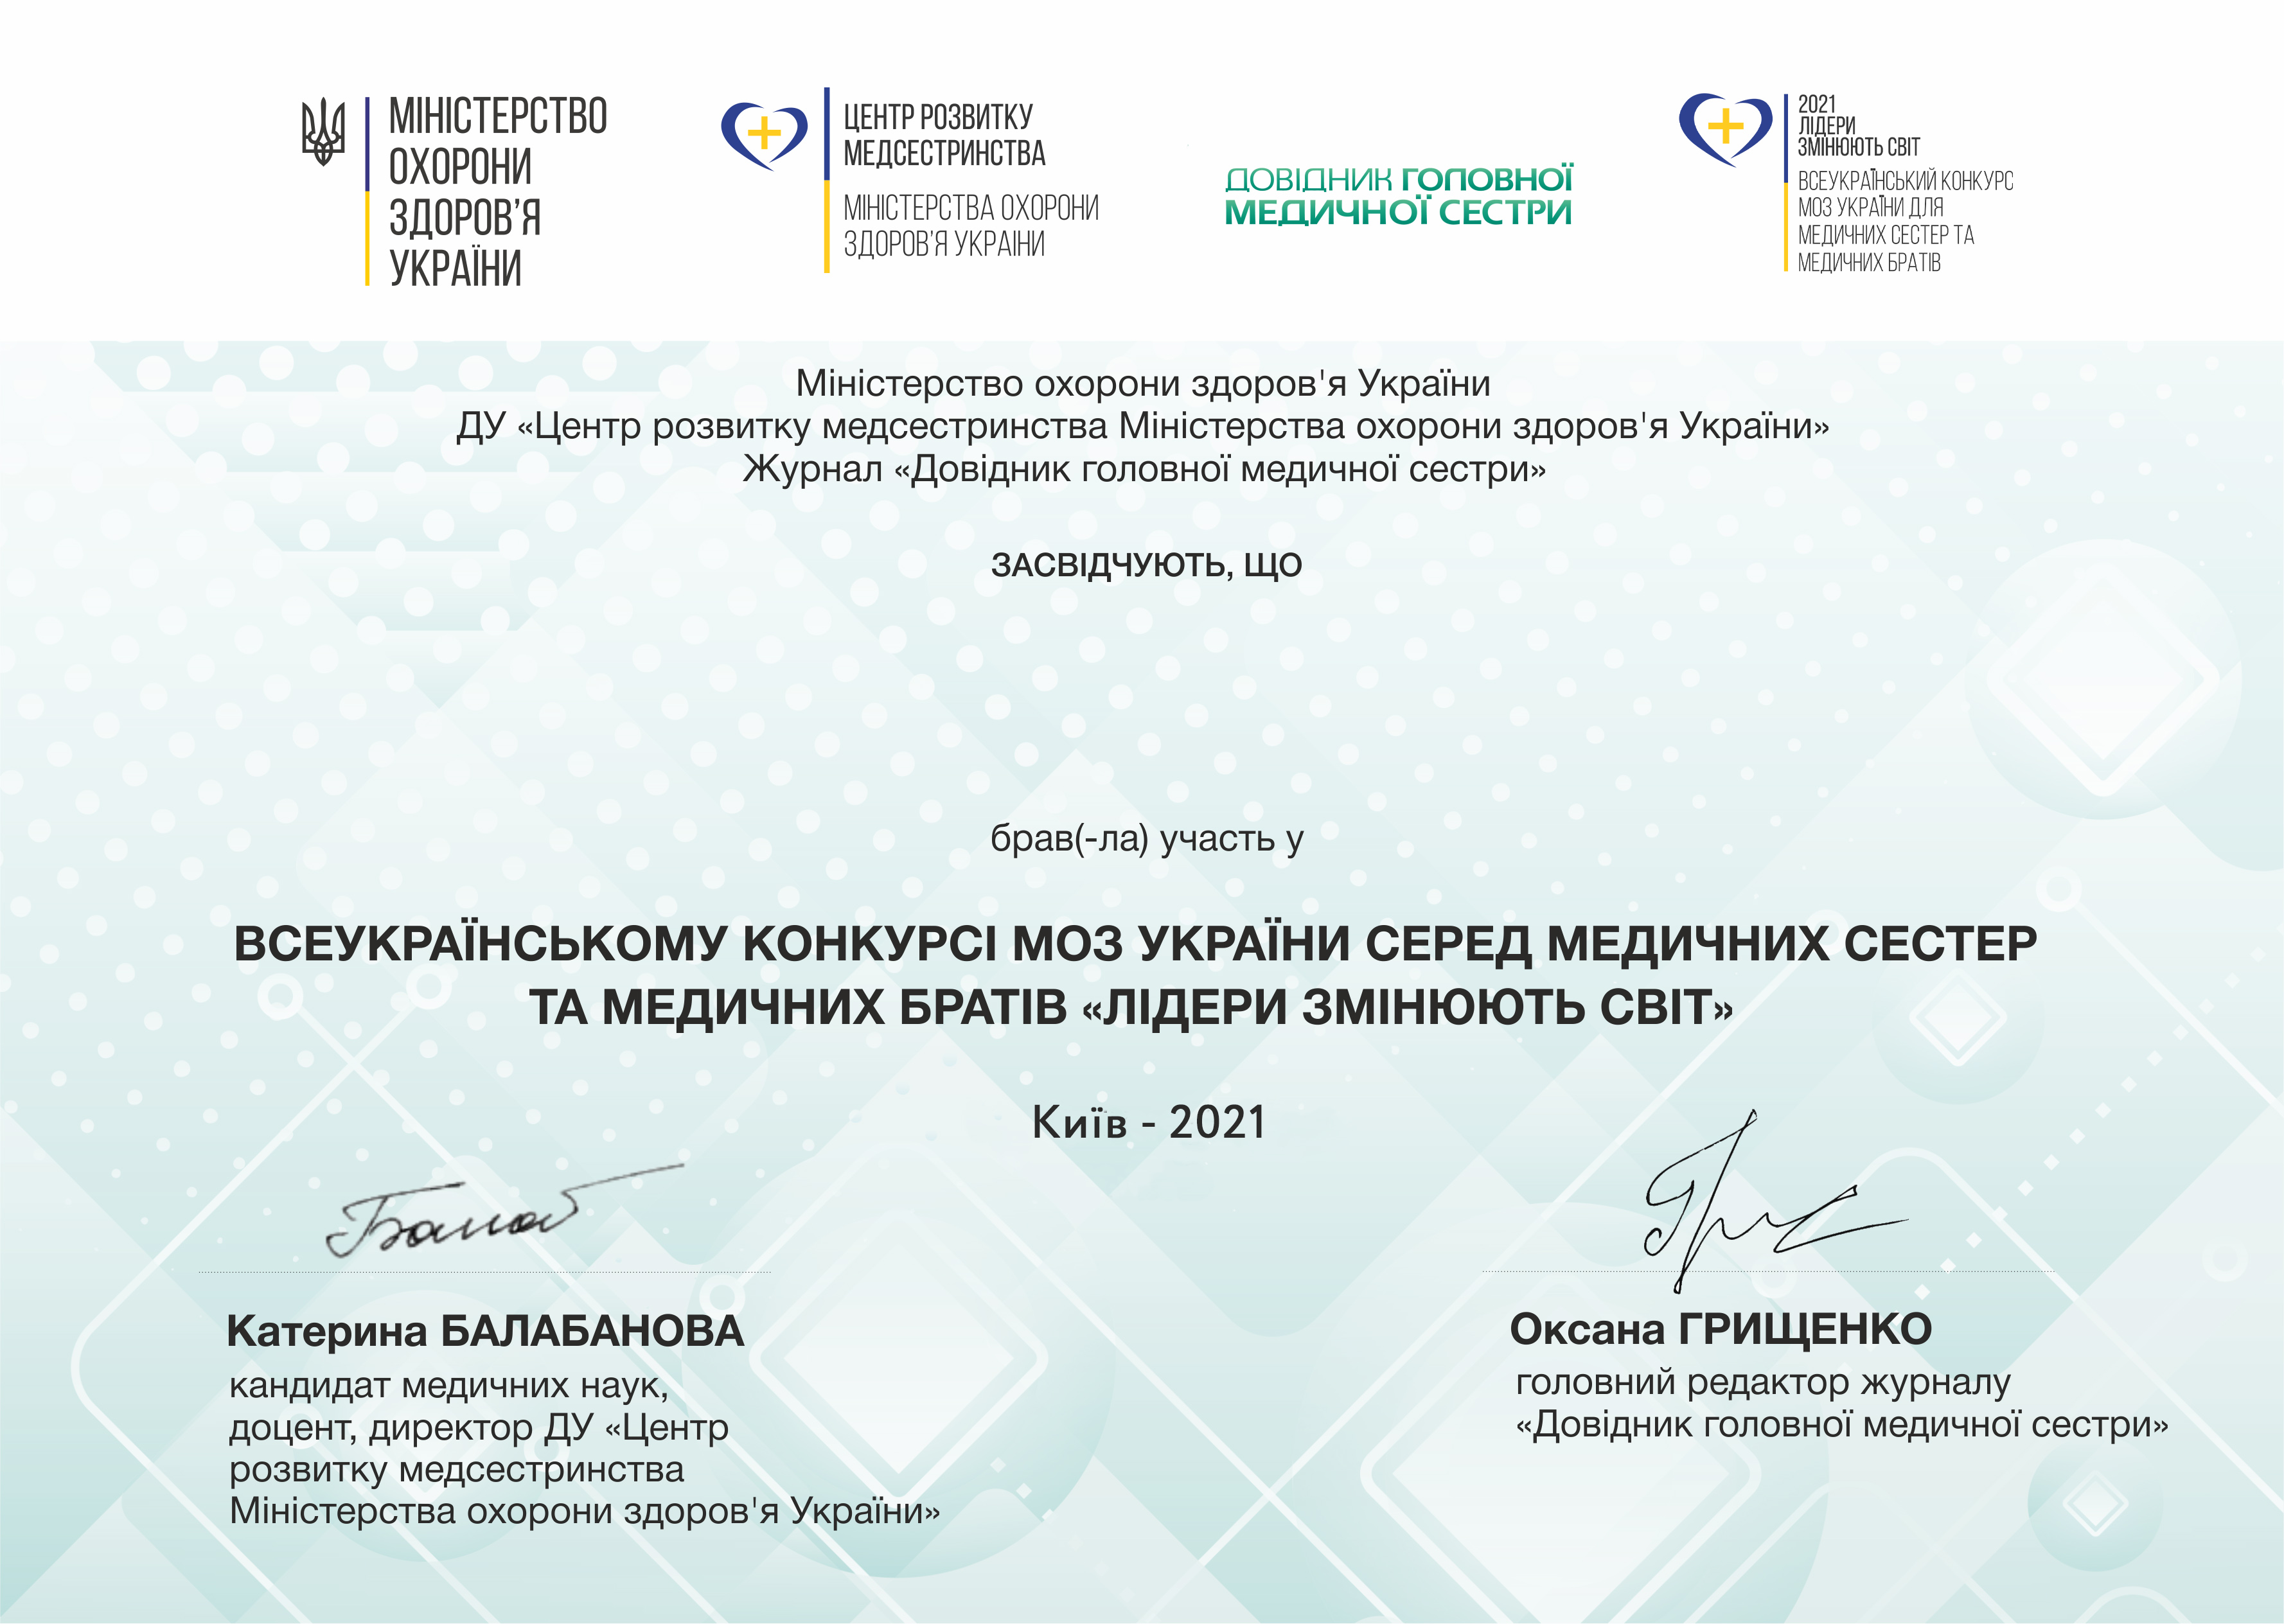 МІНІСТЕРСТВО
ОХОРОНИ
ЗДОРОВ’Я
УКРАЇНИ
ЦЕНТР РОЗВИТКУ
МЕДСЕСТРИНСТВА
МІНІСТЕРСТВА ОХОРОНИ
ЗДОРОВ’Я УКРАІНИ
ДОВІДНИК ГОЛОВНОЇ
МЕДИЧНОЇ СЕСТРИ
2021
ЛІДЕРИ
ЗМІНЮЮТЬ СВІТ
ВСЕУКРАЇНСЬКИЙ КОНКУРС
МОЗ УКРАЇНИ ДЛЯ
МЕДИЧНИХ СЕСТЕР ТА
МЕДИЧНИХ БРАТІВ
Міністерство охорони здоров'я України
ДУ «Центр розвитку медсестринства Міністерства охорони здоров'я України»
Журнал «Довідник головної медичної сестри»
ЗАСВІДЧУЮТЬ, ЩО
брав(-ла) участь у
ВСЕУКРАЇНСЬКОМУ КОНКУРСІ МОЗ УКРАЇНИ СЕРЕД МЕДИЧНИХ СЕСТЕР
ТА МЕДИЧНИХ БРАТІВ «ЛІДЕРИ ЗМІНЮЮТЬ СВІТ»
Київ - 2021
Катерина БАЛАБАНОВА
кандидат медичних наук,
доцент, директор ДУ «Центр
розвитку медсестринства
Міністерства охорони здоров'я України»
Оксана ГРИЩЕНКО
головний редактор журналу
«Довідник головної медичної сестри»